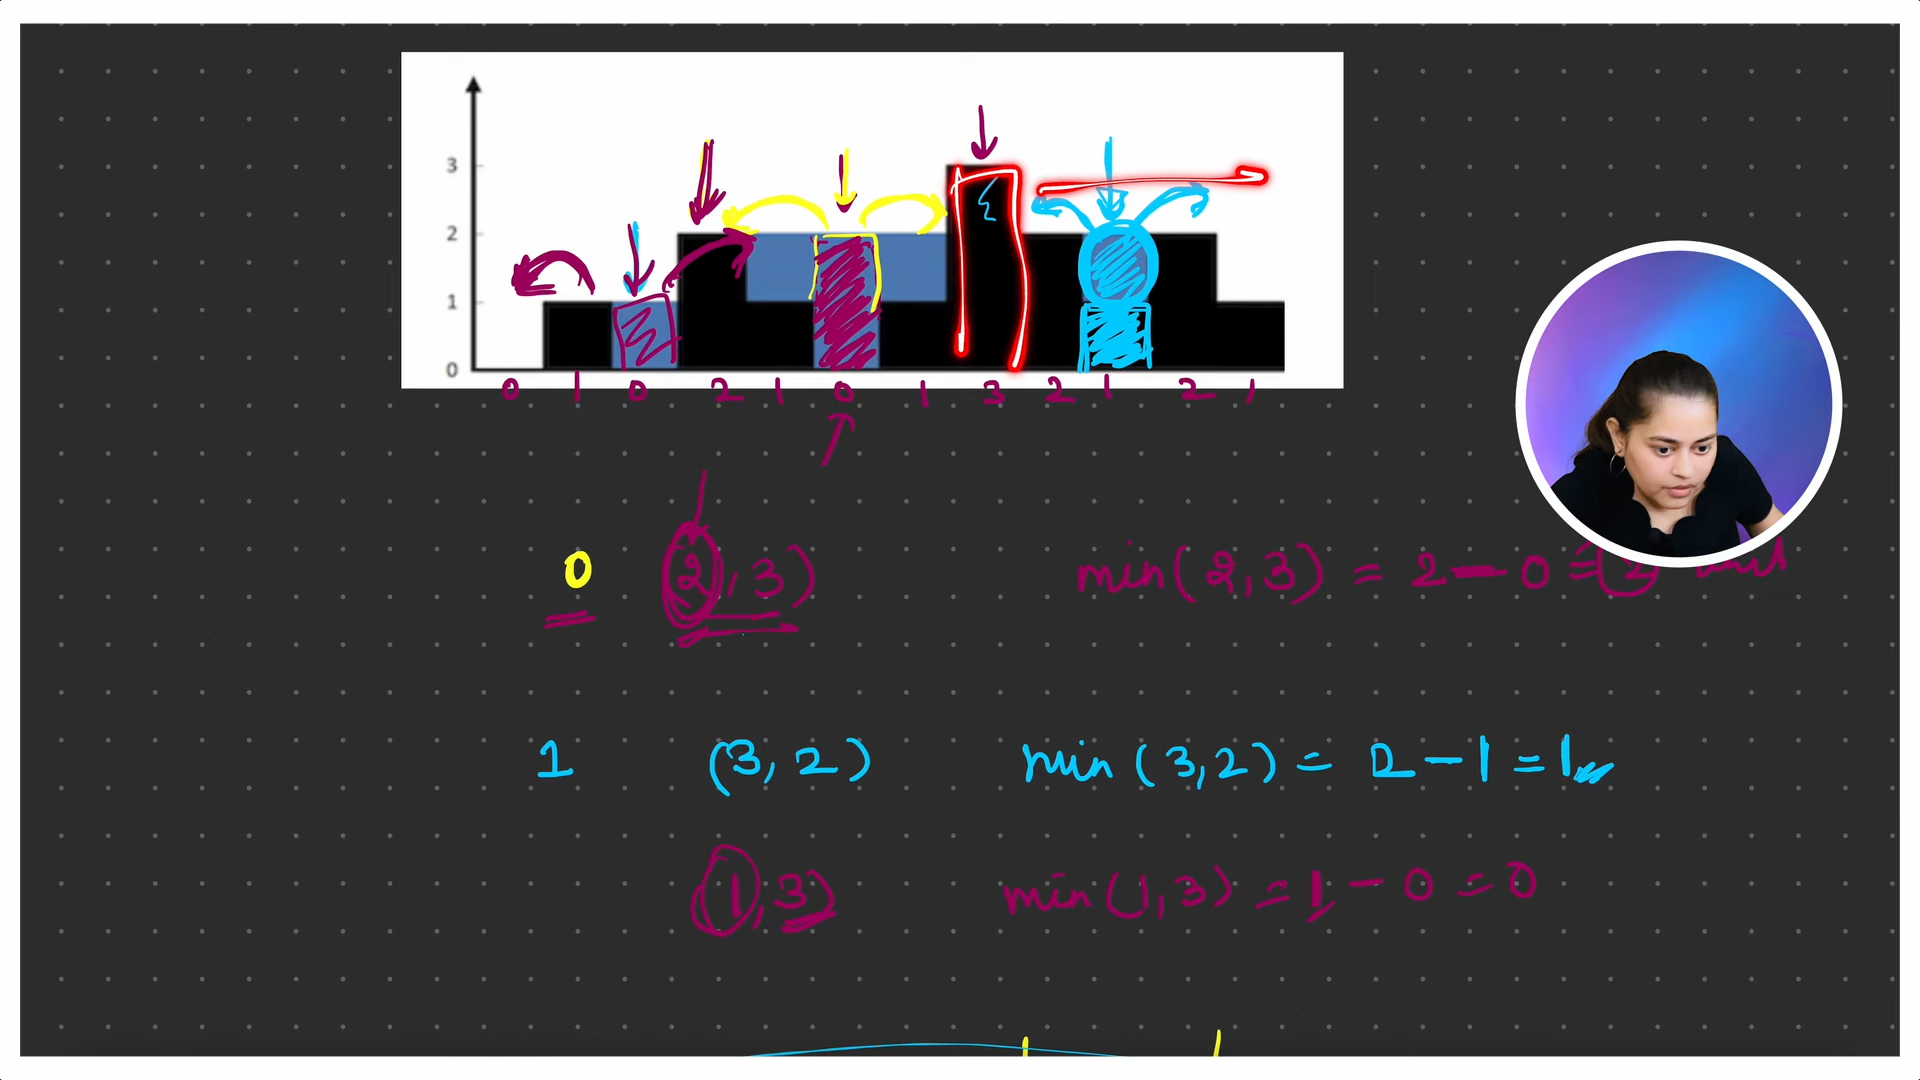 3
2
1
0
0 1 0 2 1 0 1 3 2 1 2 1
0 2, 3) min( 2, 3) = 2 - 0 = 2
1 (3, 2) min (3,2) = 2 - 1 = 1
(1, 3) min (1, 3) = 1 - 0 = 0